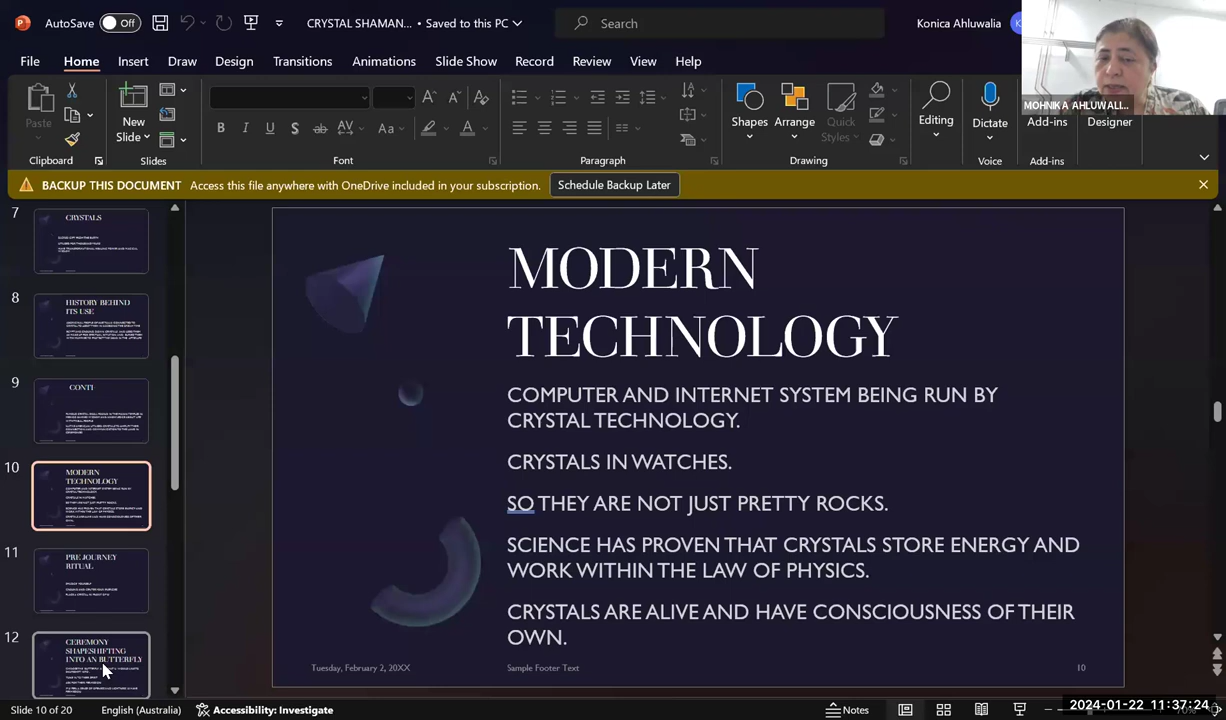 AutoSave Off CRYSTAL SHAMAN... • Saved to this PC Search Konica Ahluwalia
File Home Insert Draw Design Transitions Animations Slide Show Record Review View Help
MOHNIKA AHLUWALI...
Paste New Slide Shapes Arrange Quick Styles Editing Dictate Add-ins Designer
Clipboard Slides Font Paragraph Drawing Voice Add-ins
BACKUP THIS DOCUMENT Access this file anywhere with OneDrive included in your subscription. Schedule Backup Later
7
CRYSTALS
8
HISTORY BEHIND
ITS USE
9
CONTI
10
MODERN
TECHNOLOGY
11
PRE JOURNEY
RITUAL
12
CEREMONY
SHAPESHIFTING
INTO AN BUTTERFLY
MODERN
TECHNOLOGY
COMPUTER AND INTERNET SYSTEM BEING RUN BY
CRYSTAL TECHNOLOGY.
CRYSTALS IN WATCHES.
SO THEY ARE NOT JUST PRETTY ROCKS.
SCIENCE HAS PROVEN THAT CRYSTALS STORE ENERGY AND
WORK WITHIN THE LAW OF PHYSICS.
CRYSTALS ARE ALIVE AND HAVE CONSCIOUSNESS OF THEIR
OWN.
Tuesday, February 2, 20XX Sample Footer Text 10
Slide 10 of 20 English (Australia) Accessibility: Investigate Notes
2024-01-22 11:37:24